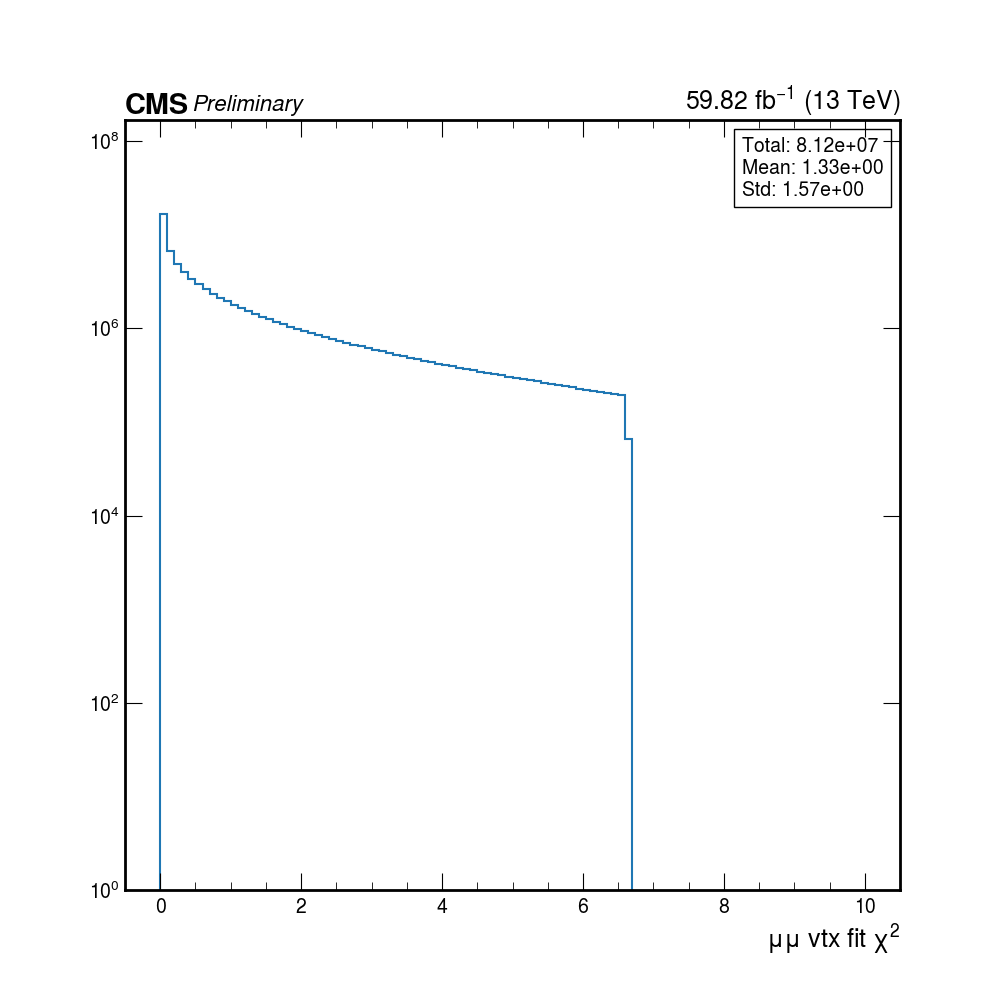 CMS Preliminary 59.82 fb⁻¹ (13 TeV)
Total: 8.12e+07
Mean: 1.33e+00
Std: 1.57e+00
10⁸
10⁶
10⁴
10²
10⁰
0 2 4 6 8 10
μμ vtx fit χ²